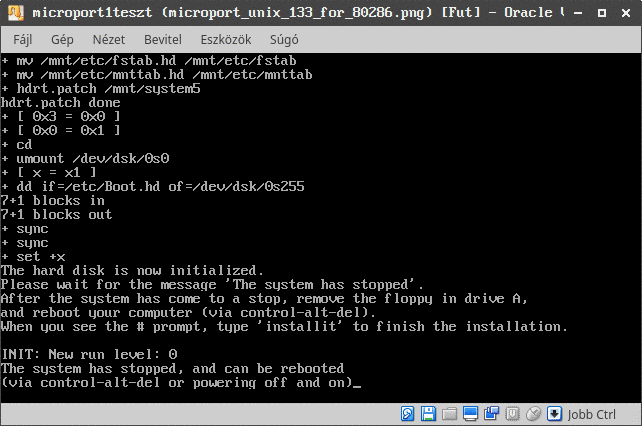 microport1teszt (microport_unix_133_for_80286.png) [Fut] - Oracle
Fájl Gép Nézet Bevitel Eszközök Súgó
+ mv /mnt/etc/fstab.hd /mnt/etc/fstab
+ mv /mnt/etc/mnttab.hd /mnt/etc/mnttab
+ hdrt.patch /mnt/system5
hdrt.patch done
+ [ 0x3 = 0x0 ]
+ [ 0x0 = 0x1 ]
+ cd
+ umount /dev/dsk/0s0
+ [ x = x1 ]
+ dd if=/etc/Boot.hd of=/dev/dsk/0s255
7+1 blocks in
7+1 blocks out
+ sync
+ sync
+ set +x
The hard disk is now initialized.
Please wait for the message 'The system has stopped'.
After the system has come to a stop, remove the floppy in drive A,
and reboot your computer (via control-alt-del).
When you see the # prompt, type 'installit' to finish the installation.
INIT: New run level: 0
The system has stopped, and can be rebooted
(via control-alt-del or powering off and on)_
Jobb Ctrl